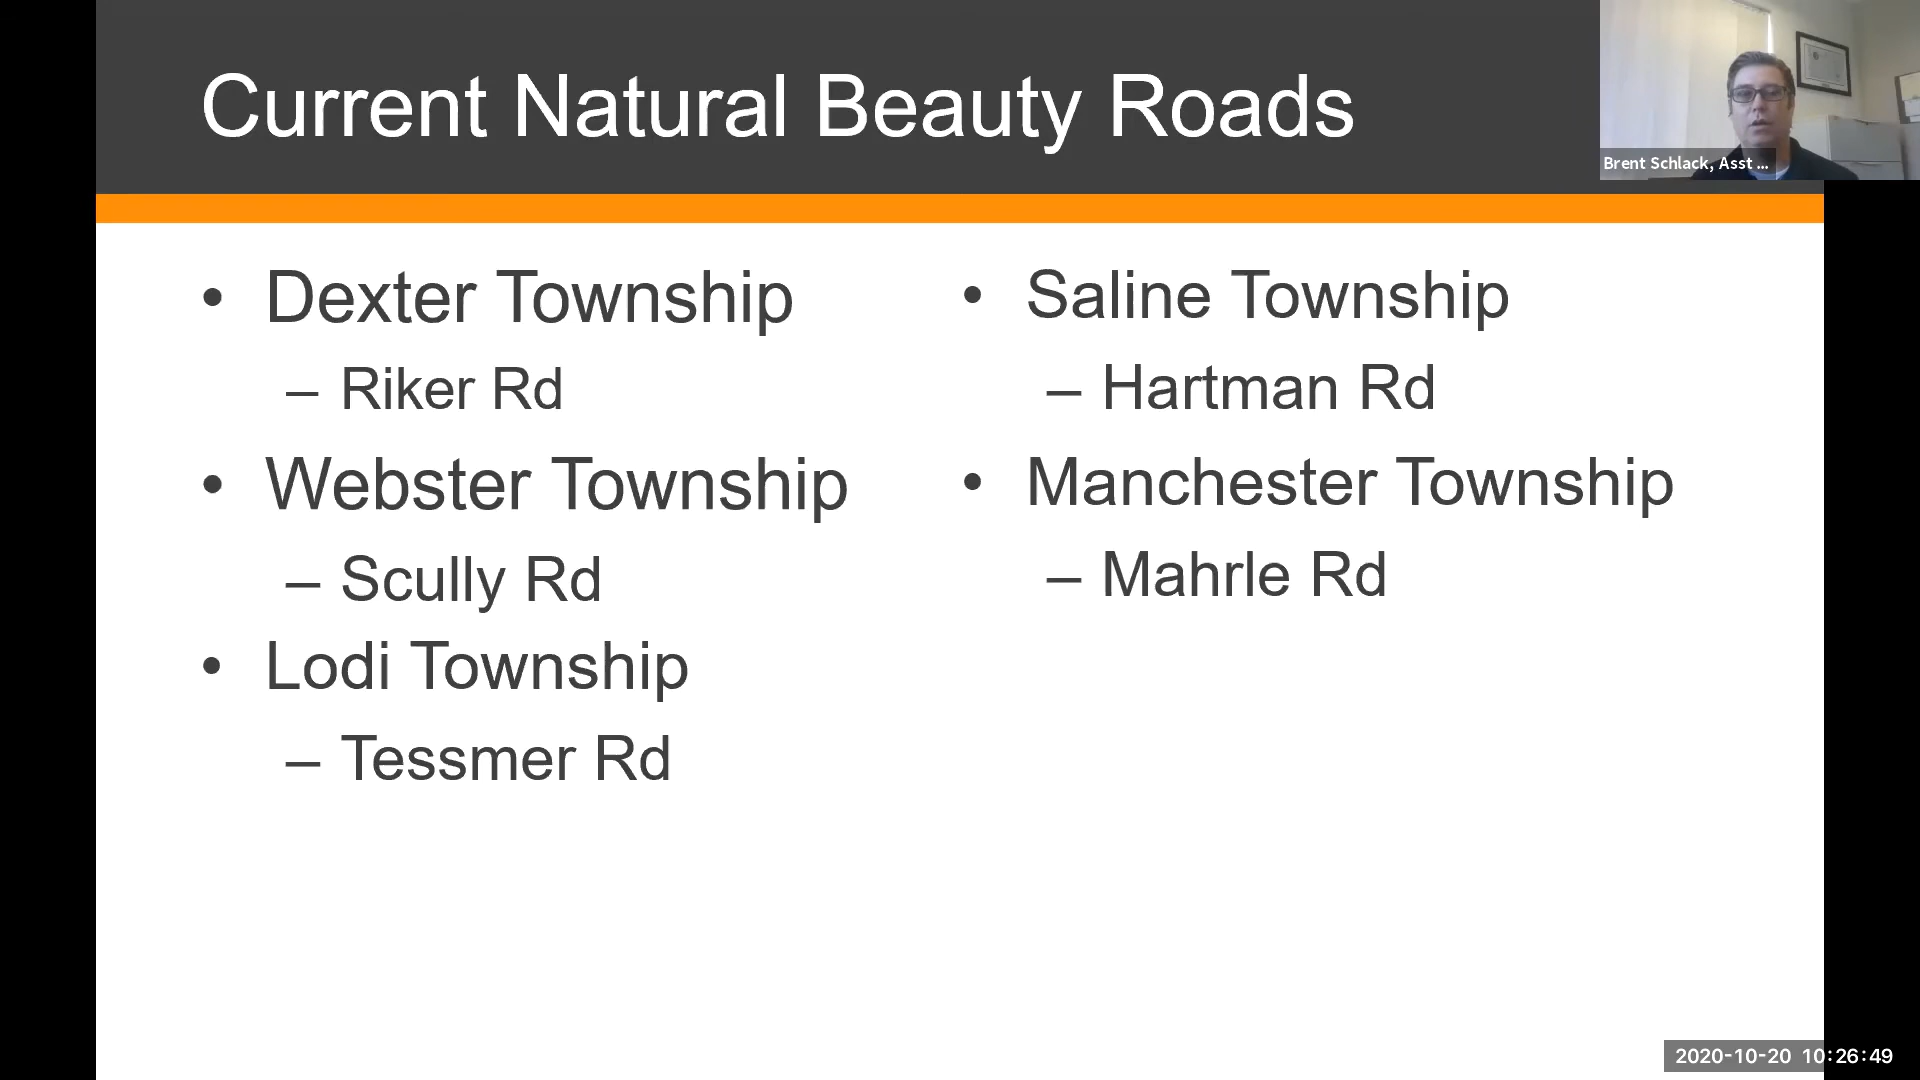 Current Natural Beauty Roads
Brent Schlack, Asst ...
• Dexter Township
– Riker Rd
• Webster Township
– Scully Rd
• Lodi Township
– Tessmer Rd
• Saline Township
– Hartman Rd
• Manchester Township
– Mahrle Rd
2020-10-20 10:26:49